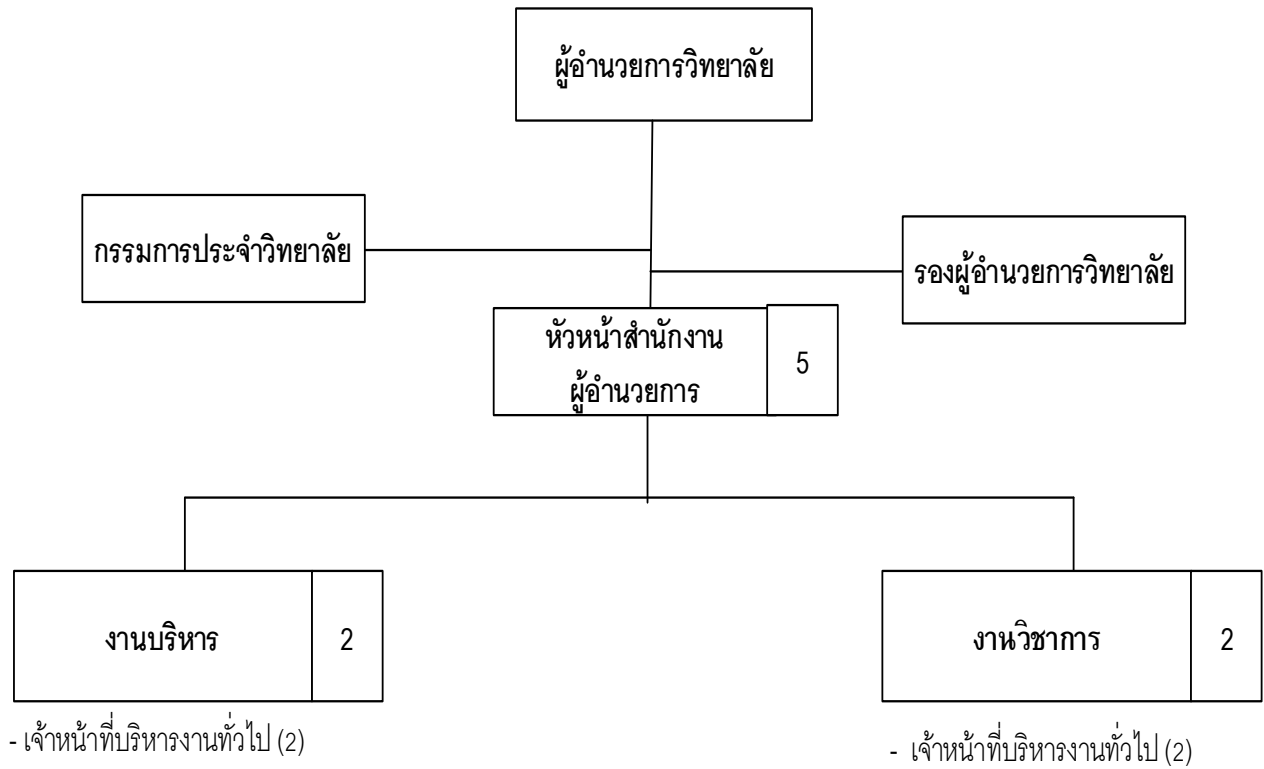 ผู้อำนวยการวิทยาลัย
กรรมการประจำวิทยาลัย
รองผู้อำนวยการวิทยาลัย
หัวหน้าสำนักงาน
ผู้อำนวยการ
5
งานบริหาร
2
งานวิชาการ
2
- เจ้าหน้าที่บริหารงานทั่วไป (2)
- เจ้าหน้าที่บริหารงานทั่วไป (2)